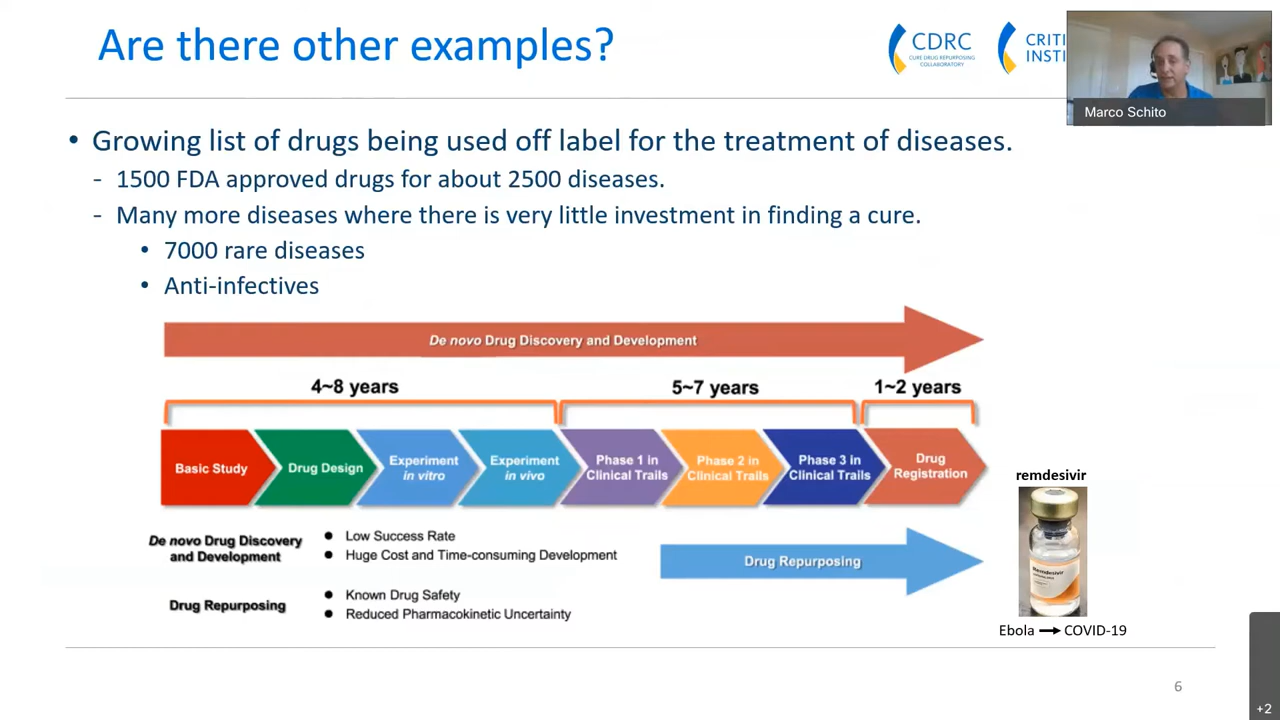 Are there other examples?
CDRC
CURE DRUG REPURPOSING
COLLABORATORY
CRITI
INSTI
Marco Schito
• Growing list of drugs being used off label for the treatment of diseases.
- 1500 FDA approved drugs for about 2500 diseases.
- Many more diseases where there is very little investment in finding a cure.
• 7000 rare diseases
• Anti-infectives
De novo Drug Discovery and Development
4~8 years
5~7 years
1~2 years
Basic Study
Drug Design
Experiment
in vitro
Experiment
in vivo
Phase 1 in
Clinical Trails
Phase 2 in
Clinical Trails
Phase 3 in
Clinical Trails
Drug
Registration
De novo Drug Discovery
and Development
● Low Success Rate
● Huge Cost and Time-consuming Development
Drug Repurposing
● Known Drug Safety
● Reduced Pharmacokinetic Uncertainty
Drug Repurposing
remdesivir
Remdesivir
Ebola → COVID-19
6
+2